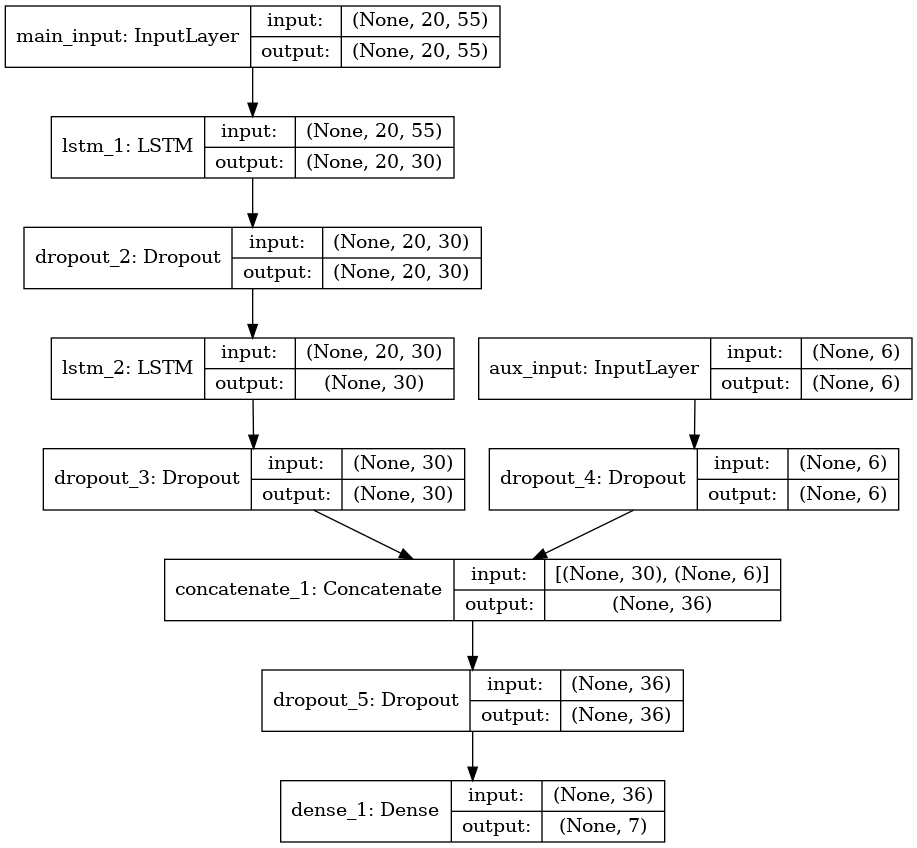 main_input: InputLayer
input: (None, 20, 55)
output: (None, 20, 55)
lstm_1: LSTM
input: (None, 20, 55)
output: (None, 20, 30)
dropout_2: Dropout
input: (None, 20, 30)
output: (None, 20, 30)
lstm_2: LSTM
input: (None, 20, 30)
output: (None, 30)
aux_input: InputLayer
input: (None, 6)
output: (None, 6)
dropout_3: Dropout
input: (None, 30)
output: (None, 30)
dropout_4: Dropout
input: (None, 6)
output: (None, 6)
concatenate_1: Concatenate
input: [(None, 30), (None, 6)]
output: (None, 36)
dropout_5: Dropout
input: (None, 36)
output: (None, 36)
dense_1: Dense
input: (None, 36)
output: (None, 7)